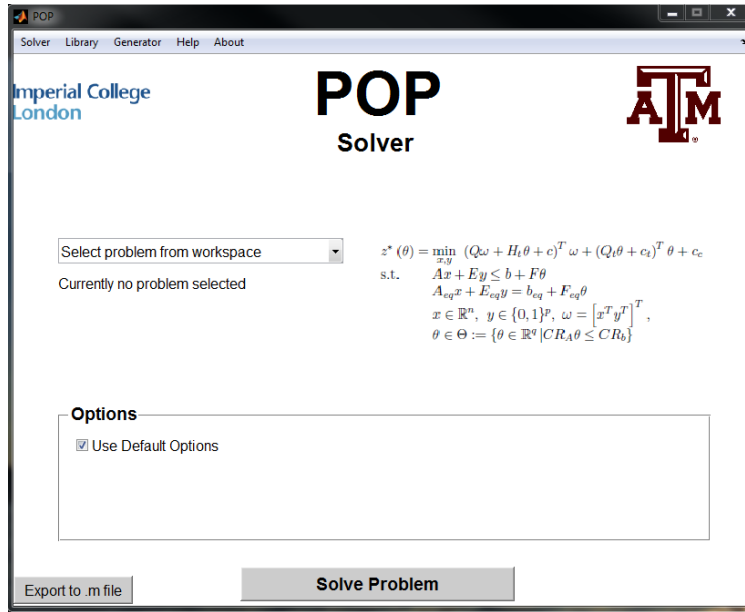 POP
Solver Library Generator Help About
Imperial College
London
POP
Solver
ATM
®
Select problem from workspace
Currently no problem selected
z* (θ) = min x,y (Qω + H_t θ + c)^T ω + (Q_t θ + c_t)^T θ + c_c
s.t. Ax + Ey ≤ b + Fθ
A_eq x + E_eq y = b_eq + F_eq θ
x ∈ ℝ^n, y ∈ {0, 1}^p, ω = [x^T y^T]^T,
θ ∈ Θ := {θ ∈ ℝ^q |CR_A θ ≤ CR_b}
Options
Use Default Options
Export to .m file
Solve Problem